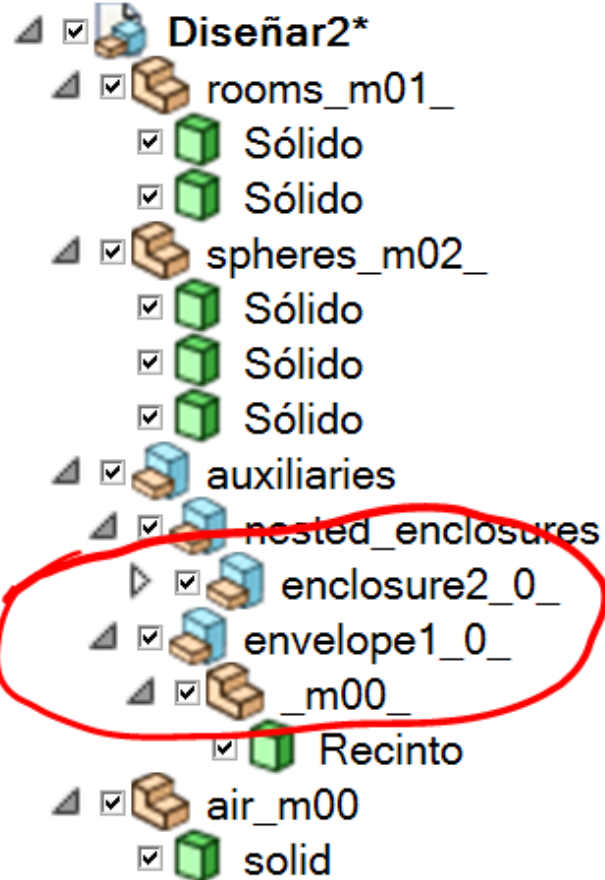 Diseñar2*
rooms_m01_
Sólido
Sólido
spheres_m02_
Sólido
Sólido
Sólido
auxiliaries
nested_enclosures
enclosure2_0_
envelope1_0_
_m00_
Recinto
air_m00
solid